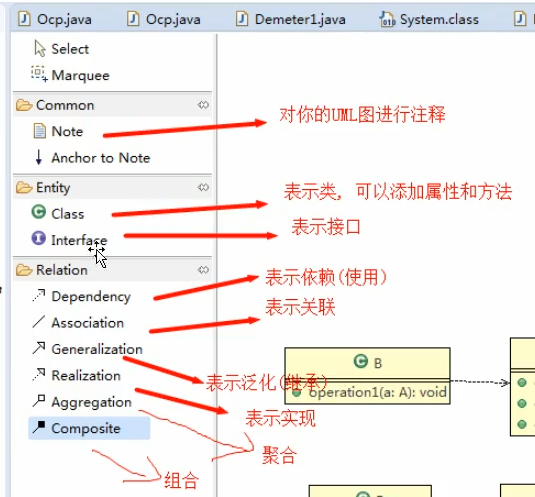 Ocp.java Ocp.java Demeter1.java System.class
Select
Marquee
Common
对你的UML图进行注释
Note
Anchor to Note
Entity
表示类, 可以添加属性和方法
Class
表示接口
Interface
Relation
表示依赖(使用)
Dependency
表示关联
Association
Generalization
B
表示泛化(继承)
Realization
operation1(a: A): void
Aggregation
表示实现
Composite
聚合
组合